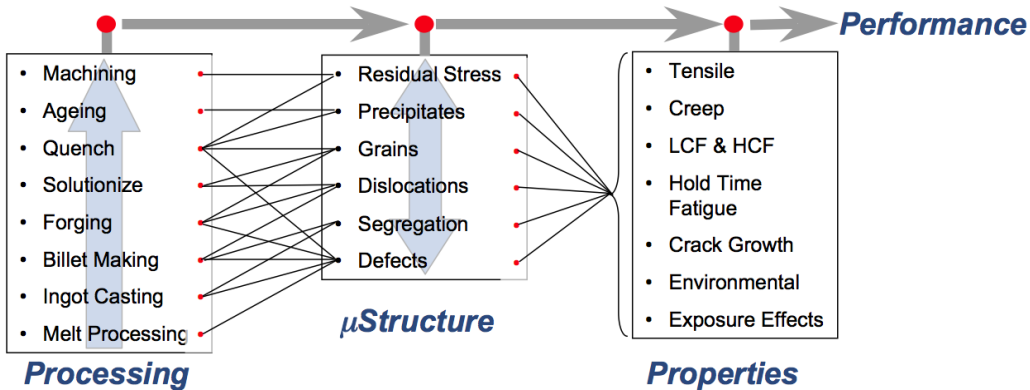 Performance
• Machining
• Ageing
• Quench
• Solutionize
• Forging
• Billet Making
• Ingot Casting
• Melt Processing
Processing
Residual Stress
Precipitates
Grains
Dislocations
Segregation
Defects
μStructure
• Tensile
• Creep
• LCF & HCF
• Hold Time
Fatigue
• Crack Growth
• Environmental
• Exposure Effects
Properties